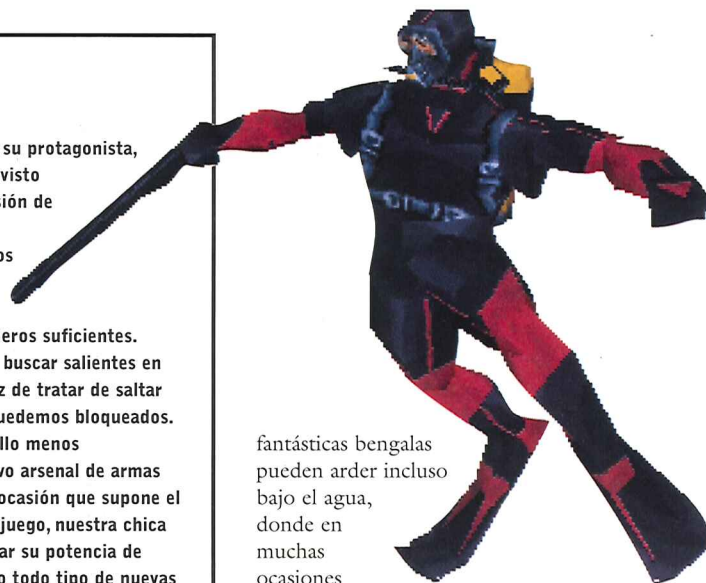 su protagonista,
visto
sión de
os
eros suficientes.
buscar salientes en
z de tratar de saltar
uedemos bloqueados.
llo menos
vo arsenal de armas
ocasión que supone el
juego, nuestra chica
ar su potencia de
o todo tipo de nuevas
fantásticas bengalas
pueden arder incluso
bajo el agua,
donde en
muchas
ocasiones